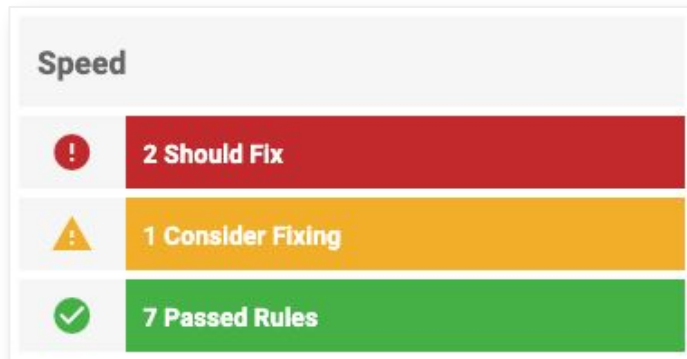 Speed
2 Should Fix
1 Consider Fixing
7 Passed Rules